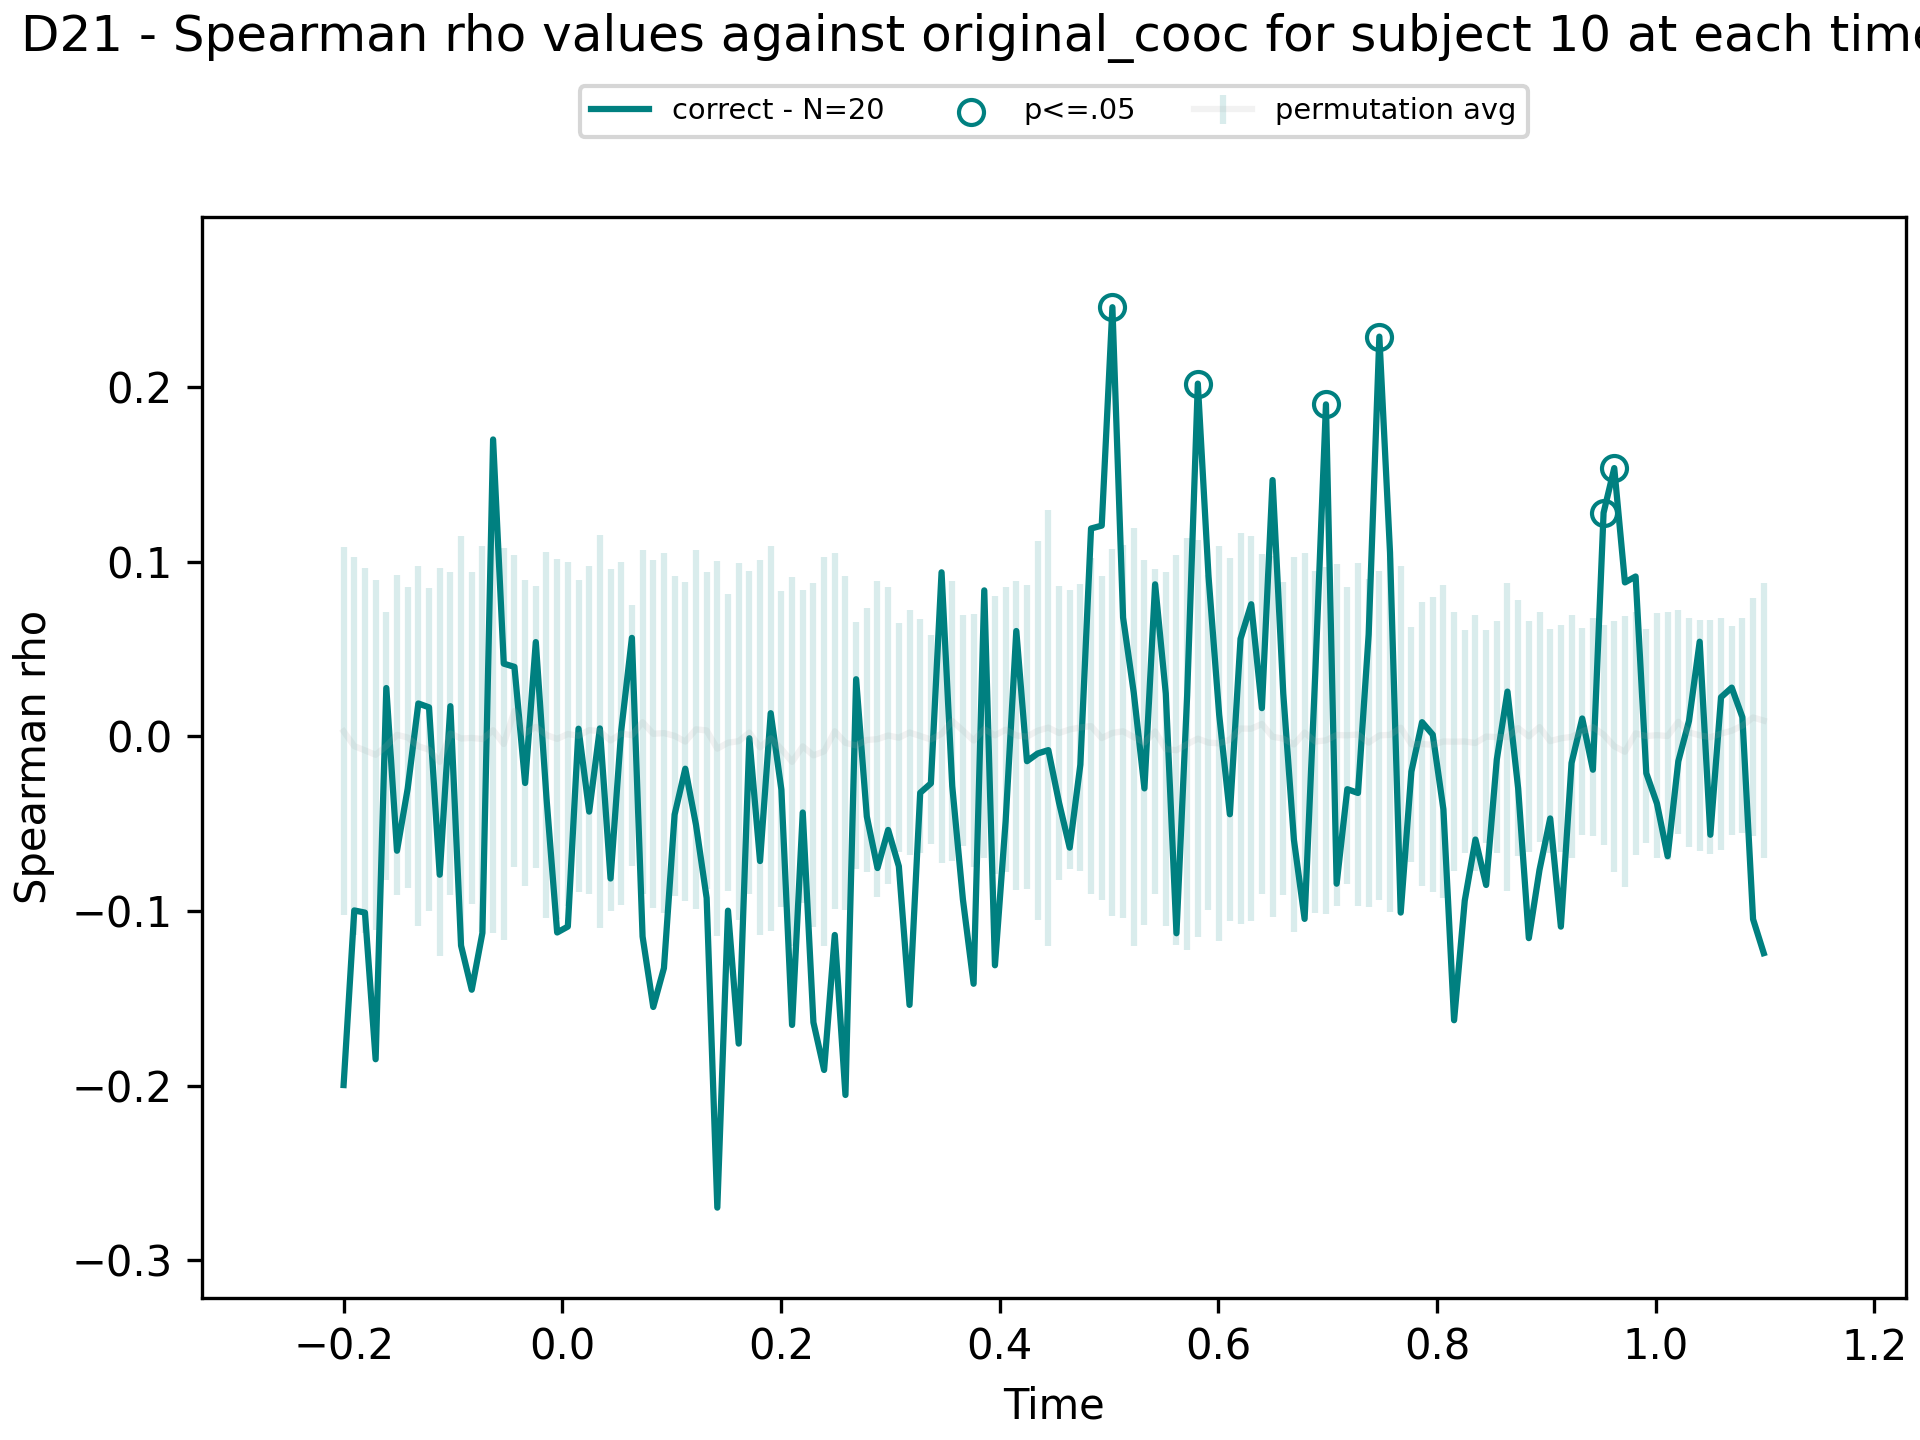 D21 - Spearman rho values against original_cooc for subject 10 at each time
correct - N=20 p<=.05 permutation avg
Spearman rho
0.2
0.1
0.0
−0.1
−0.2
−0.3
−0.2 0.0 0.2 0.4 0.6 0.8 1.0 1.2
Time